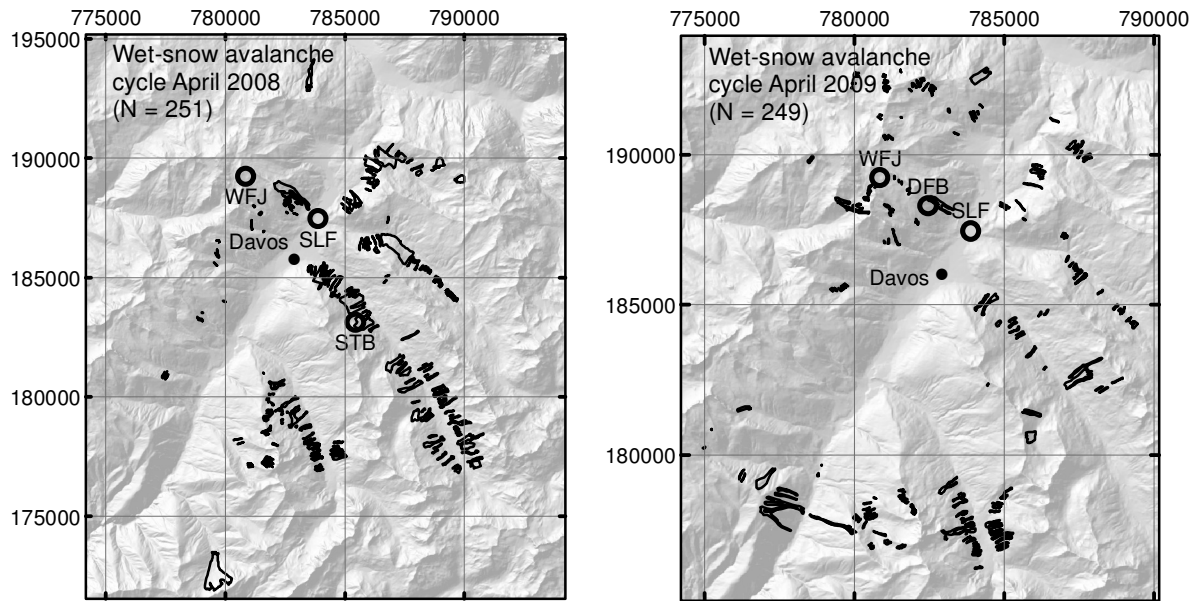 775000 780000 785000 790000
195000
190000
185000
180000
175000
Wet-snow avalanche
cycle April 2008
(N = 251)
WFJ
SLF
Davos
STB
775000 780000 785000 790000
190000
185000
180000
Wet-snow avalanche
cycle April 2009
(N = 249)
WFJ
DFB
SLF
Davos